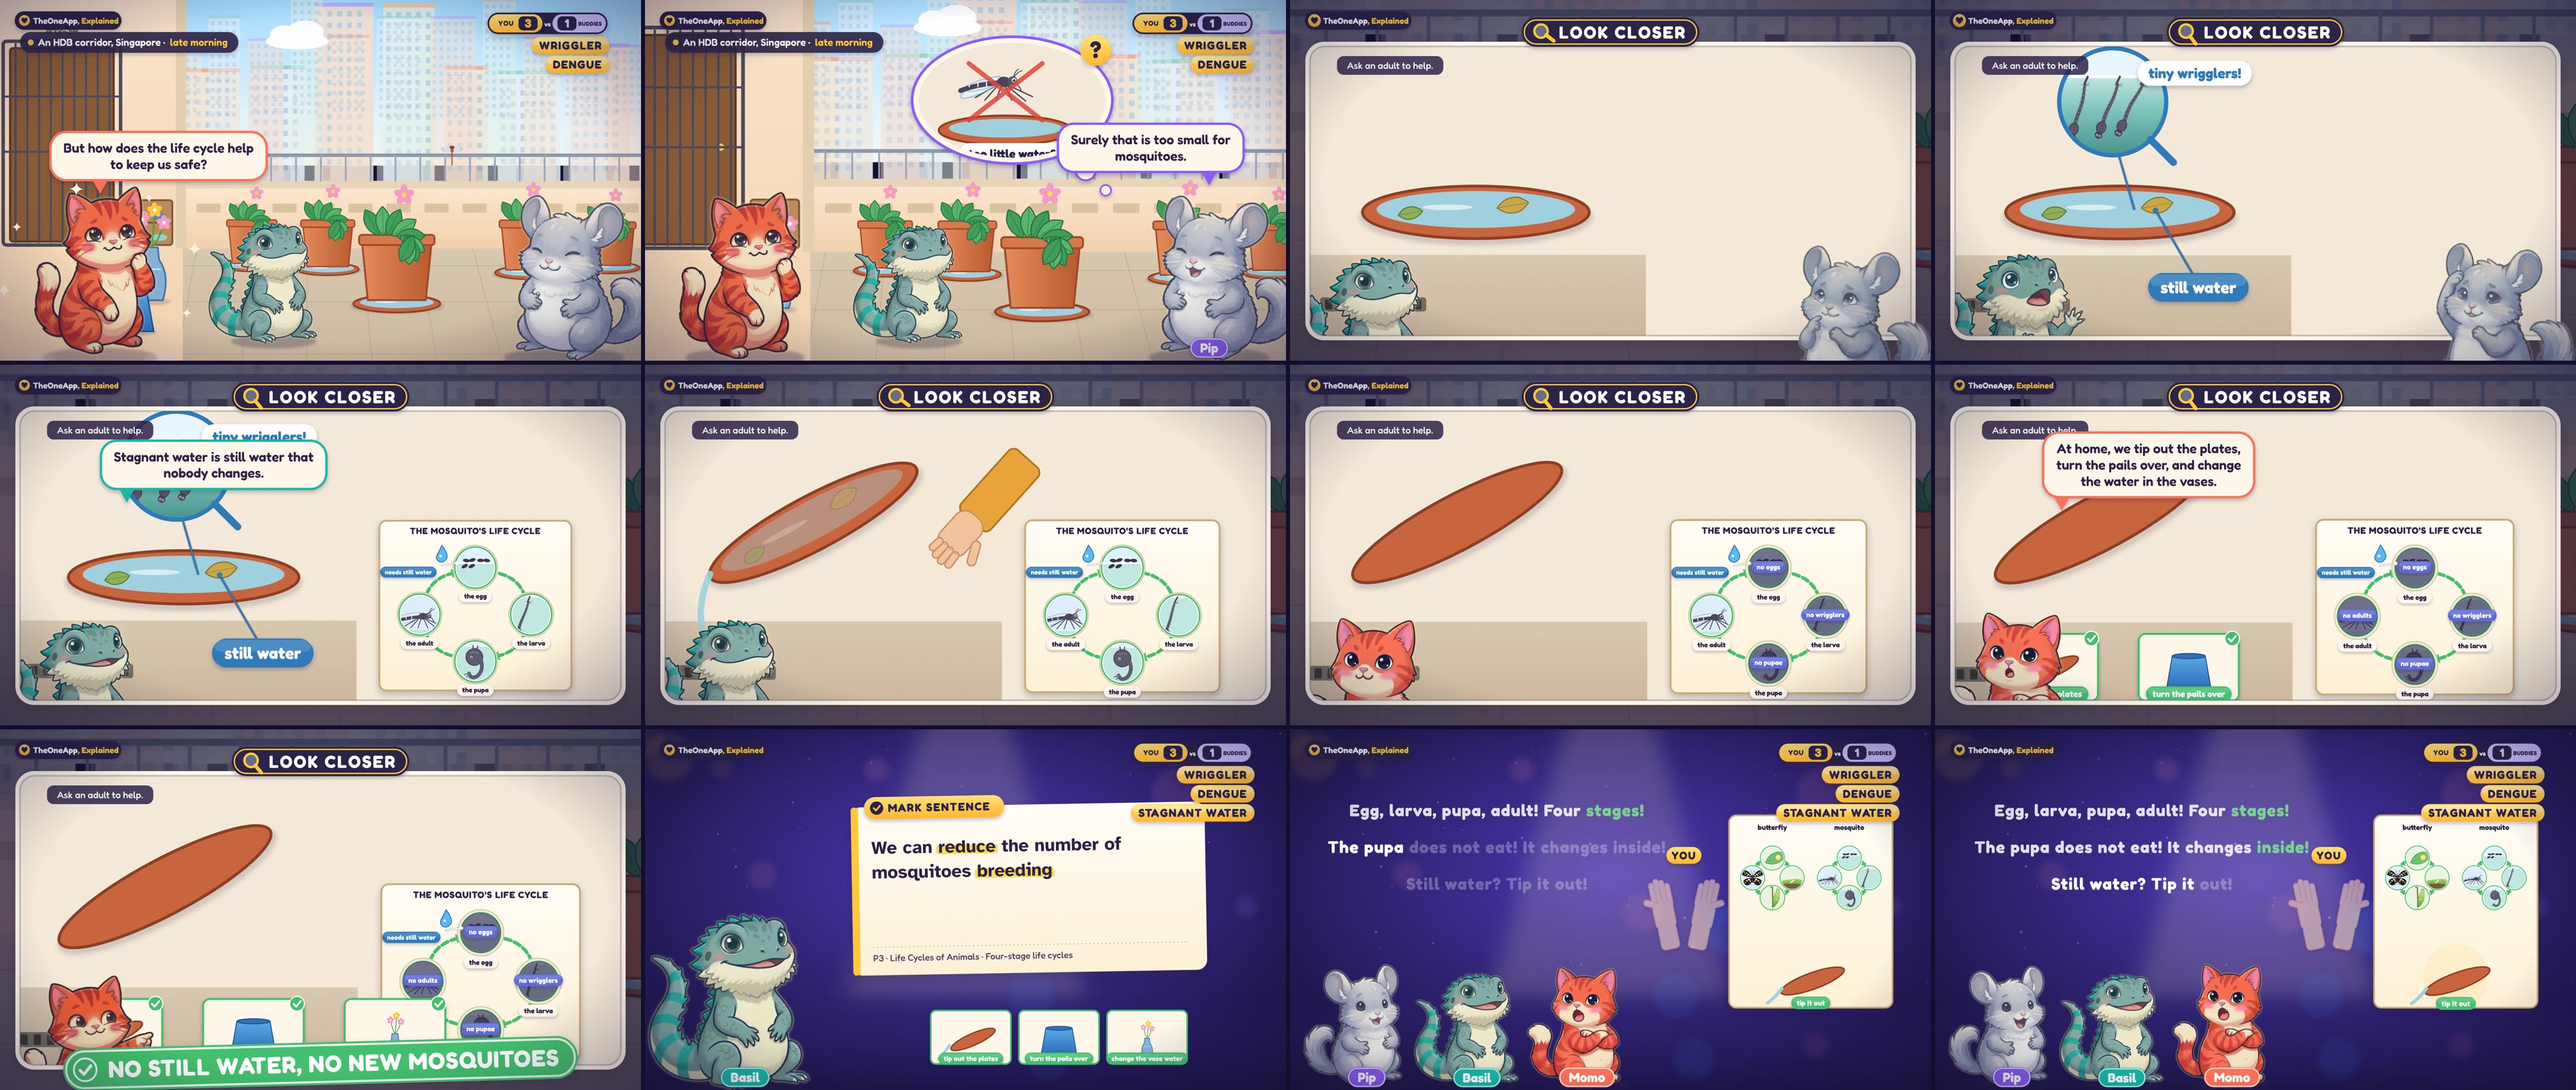 TheOneApp, Explained
An HDB corridor, Singapore · late morning
YOU 3 vs 1 BUDDIES
WRIGGLER
DENGUE
But how does the life cycle help
to keep us safe?
TheOneApp, Explained
An HDB corridor, Singapore · late morning
YOU 3 vs 1 BUDDIES
WRIGGLER
DENGUE
?
little water
Surely that is too small for
mosquitoes.
Pip
TheOneApp, Explained
LOOK CLOSER
Ask an adult to help.
TheOneApp, Explained
LOOK CLOSER
Ask an adult to help.
tiny wrigglers!
still water
TheOneApp, Explained
LOOK CLOSER
Ask an adult to help.
tiny wrigglers!
Stagnant water is still water that
nobody changes.
still water
THE MOSQUITO'S LIFE CYCLE
needs still water
the egg
the adult
the larva
the pupa
TheOneApp, Explained
LOOK CLOSER
Ask an adult to help.
THE MOSQUITO'S LIFE CYCLE
needs still water
the egg
the adult
the larva
the pupa
TheOneApp, Explained
LOOK CLOSER
Ask an adult to help.
THE MOSQUITO'S LIFE CYCLE
no eggs
needs still water
the egg
no wrigglers
the adult
the larva
no pupae
the pupa
TheOneApp, Explained
LOOK CLOSER
Ask an adult to help.
At home, we tip out the plates,
turn the pails over, and change
the water in the vases.
THE MOSQUITO'S LIFE CYCLE
no eggs
needs still water
the egg
no adults
no wrigglers
the adult
the larva
no pupae
the pupa
plates
turn the pails over
TheOneApp, Explained
LOOK CLOSER
Ask an adult to help.
THE MOSQUITO'S LIFE CYCLE
no eggs
needs still water
the egg
no adults
no wrigglers
the larva
no pupae
NO STILL WATER, NO NEW MOSQUITOES
TheOneApp, Explained
YOU 3 vs 1 BUDDIES
WRIGGLER
DENGUE
STAGNANT WATER
MARK SENTENCE
We can reduce the number of
mosquitoes breeding
P3 · Life Cycles of Animals · Four-stage life cycles
tip out the plates
turn the pails over
change the vase water
Basil
TheOneApp, Explained
YOU 3 vs 1 BUDDIES
WRIGGLER
DENGUE
STAGNANT WATER
Egg, larva, pupa, adult! Four stages!
The pupa does not eat! It changes inside!
YOU
Still water? Tip it out!
butterfly
mosquito
tip it out
Pip
Basil
Momo
TheOneApp, Explained
YOU 3 vs 1 BUDDIES
WRIGGLER
DENGUE
STAGNANT WATER
Egg, larva, pupa, adult! Four stages!
The pupa does not eat! It changes inside!
YOU
Still water? Tip it out!
butterfly
mosquito
tip it out
Pip
Basil
Momo